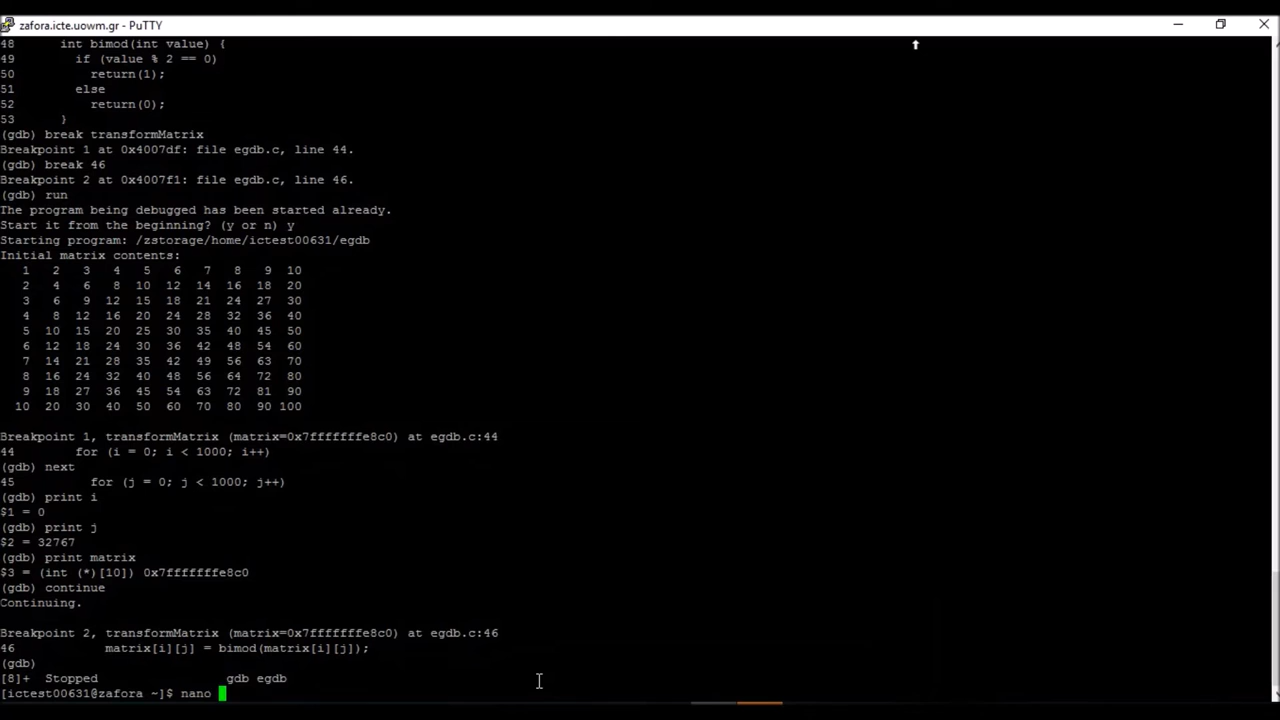 zafora.icte.uowm.gr - PuTTY
48      int bimod(int value) {
49        if (value % 2 == 0)
50          return(1);
51        else
52          return(0);
53      }
(gdb) break transformMatrix
Breakpoint 1 at 0x4007df: file egdb.c, line 44.
(gdb) break 46
Breakpoint 2 at 0x4007f1: file egdb.c, line 46.
(gdb) run
The program being debugged has been started already.
Start it from the beginning? (y or n) y
Starting program: /zstorage/home/ictest00631/egdb
Initial matrix contents:
   1   2   3   4   5   6   7   8   9  10
   2   4   6   8  10  12  14  16  18  20
   3   6   9  12  15  18  21  24  27  30
   4   8  12  16  20  24  28  32  36  40
   5  10  15  20  25  30  35  40  45  50
   6  12  18  24  30  36  42  48  54  60
   7  14  21  28  35  42  49  56  63  70
   8  16  24  32  40  48  56  64  72  80
   9  18  27  36  45  54  63  72  81  90
  10  20  30  40  50  60  70  80  90 100
Breakpoint 1, transformMatrix (matrix=0x7fffffffe8c0) at egdb.c:44
44        for (i = 0; i < 1000; i++)
(gdb) next
45          for (j = 0; j < 1000; j++)
(gdb) print i
$1 = 0
(gdb) print j
$2 = 32767
(gdb) print matrix
$3 = (int (*)[10]) 0x7fffffffe8c0
(gdb) continue
Continuing.
Breakpoint 2, transformMatrix (matrix=0x7fffffffe8c0) at egdb.c:46
46            matrix[i][j] = bimod(matrix[i][j]);
(gdb)
[8]+  Stopped                 gdb egdb
[ictest00631@zafora ~]$ nano